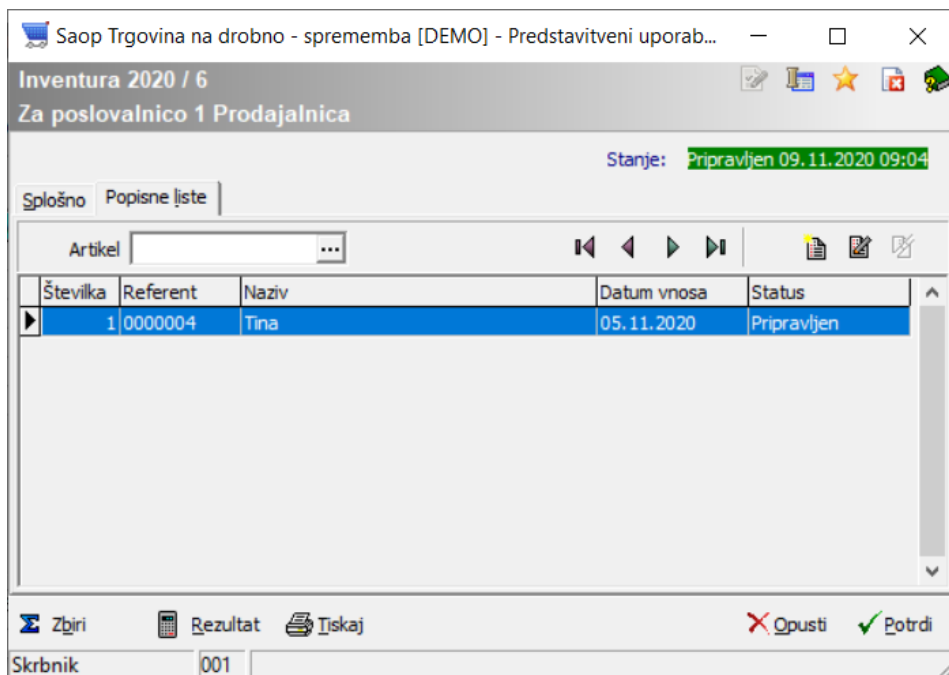 Saop Trgovina na drobno - sprememba [DEMO] - Predstavitveni uporab...
Inventura 2020 / 6
Za poslovalnico 1 Prodajalnica
Stanje: Pripravljen 09.11.2020 09:04
Splošno Popisne liste
Artikel ...
Številka Referent Naziv Datum vnosa Status
1 0000004 Tina 05.11.2020 Pripravljen
Zbiri Rezultat Tiskaj Opusti Potrdi
Skrbnik 001